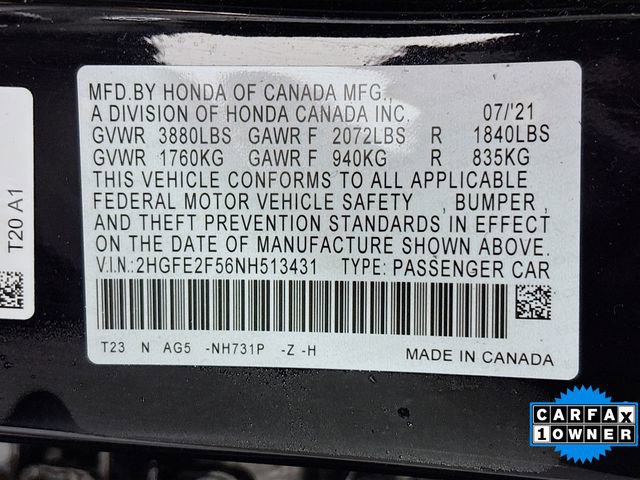 MFD.BY HONDA OF CANADA MFG.,
A DIVISION OF HONDA CANADA INC. 07/'21
GVWR 3880LBS GAWR F 2072LBS R 1840LBS
GVWR 1760KG GAWR F 940KG R 835KG
THIS VEHICLE CONFORMS TO ALL APPLICABLE
FEDERAL MOTOR VEHICLE SAFETY , BUMPER ,
AND THEFT PREVENTION STANDARDS IN EFFECT
ON THE DATE OF MANUFACTURE SHOWN ABOVE.
V.I.N.:2HGFE2F56NH513431 TYPE: PASSENGER CAR
T23 N AG5 -NH731P -Z -H MADE IN CANADA
T20 A1
CARFAX
1 OWNER